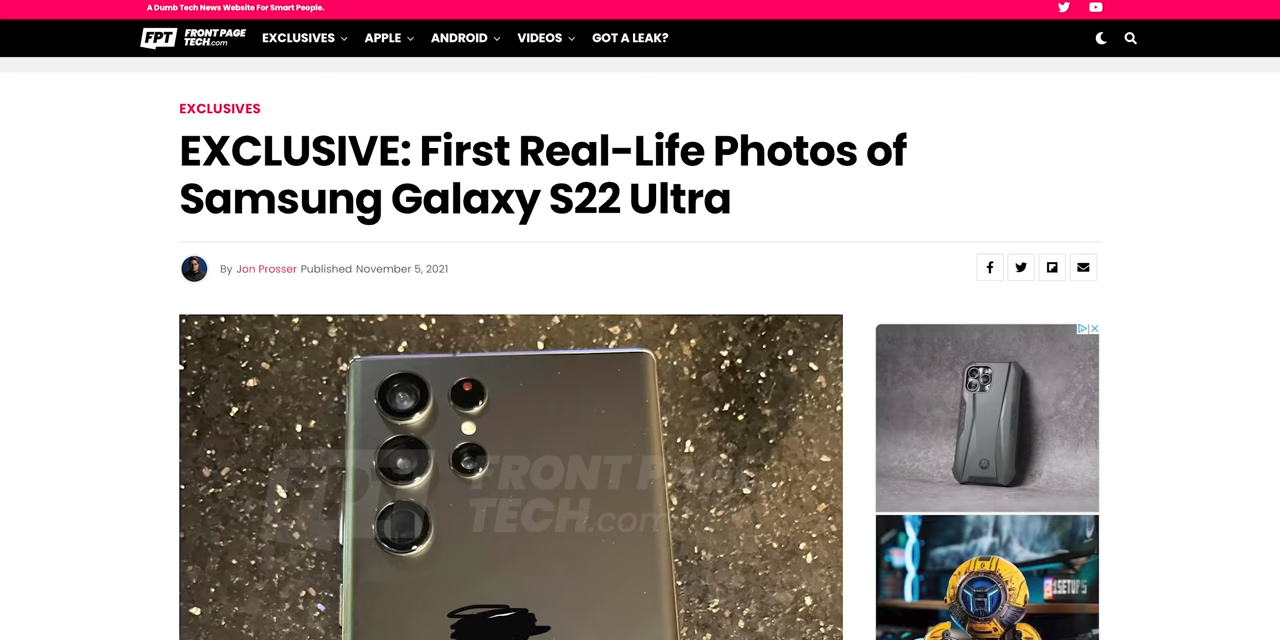 A Dumb Tech News Website For Smart People.
FPT FRONT PAGE TECH.com EXCLUSIVES APPLE ANDROID VIDEOS GOT A LEAK?
EXCLUSIVES
EXCLUSIVE: First Real-Life Photos of
Samsung Galaxy S22 Ultra
By Jon Prosser Published November 5, 2021
FPT FRONT PAGE
TECH.com